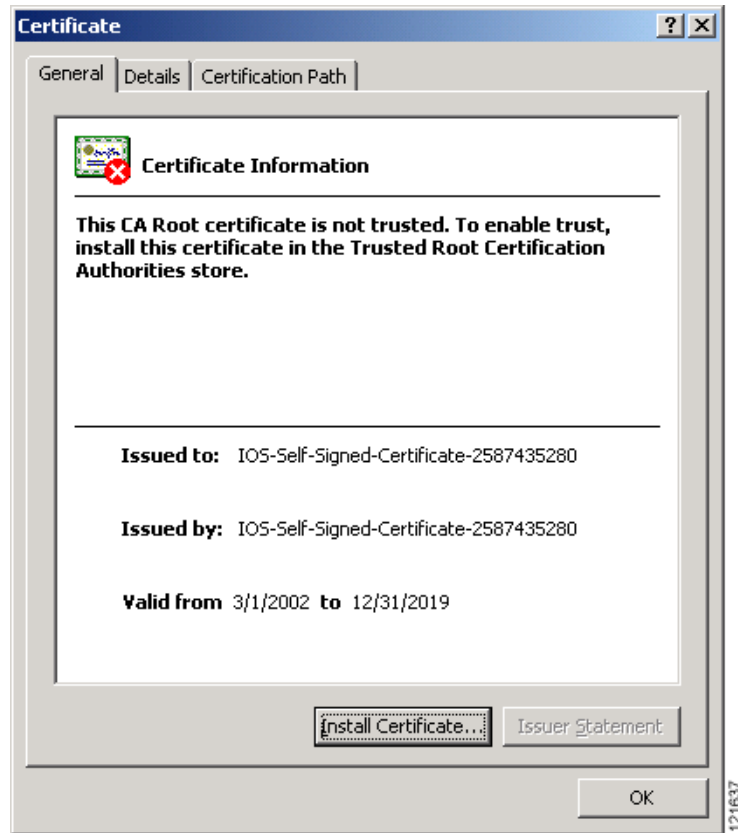 Certificate
General Details Certification Path
Certificate Information
This CA Root certificate is not trusted. To enable trust,
install this certificate in the Trusted Root Certification
Authorities store.
Issued to: IOS-Self-Signed-Certificate-2587435280
Issued by: IOS-Self-Signed-Certificate-2587435280
Valid from 3/1/2002 to 12/31/2019
Install Certificate... Issuer Statement
OK
121637